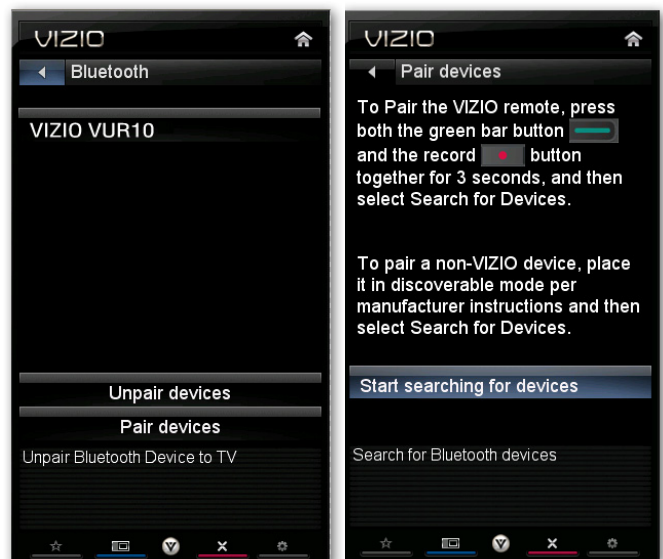 VIZIO
Bluetooth
VIZIO VUR10
Unpair devices
Pair devices
Unpair Bluetooth Device to TV
VIZIO
Pair devices
To Pair the VIZIO remote, press
both the green bar button
and the record button
together for 3 seconds, and then
select Search for Devices.
To pair a non-VIZIO device, place
it in discoverable mode per
manufacturer instructions and then
select Search for Devices.
Start searching for devices
Search for Bluetooth devices